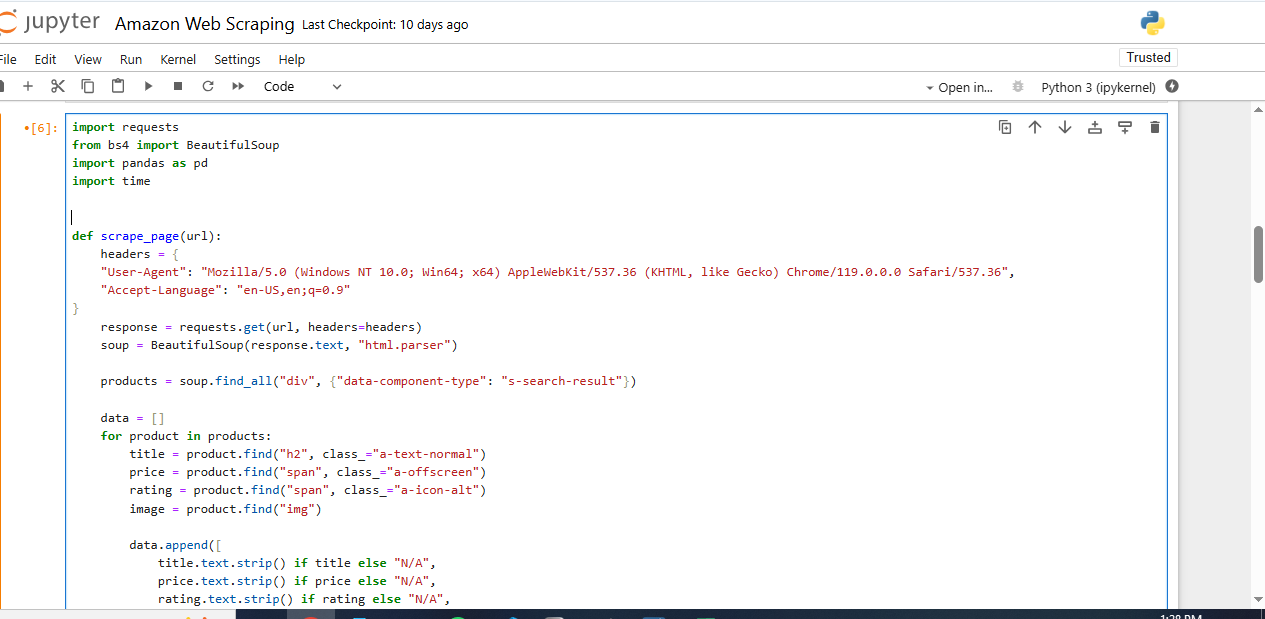 jupyter Amazon Web Scraping Last Checkpoint: 10 days ago
File Edit View Run Kernel Settings Help Trusted
Code Open in... Python 3 (ipykernel)
•[6]:
import requests
from bs4 import BeautifulSoup
import pandas as pd
import time
def scrape_page(url):
    headers = {
    "User-Agent": "Mozilla/5.0 (Windows NT 10.0; Win64; x64) AppleWebKit/537.36 (KHTML, like Gecko) Chrome/119.0.0.0 Safari/537.36",
    "Accept-Language": "en-US,en;q=0.9"
}
    response = requests.get(url, headers=headers)
    soup = BeautifulSoup(response.text, "html.parser")
    products = soup.find_all("div", {"data-component-type": "s-search-result"})
    data = []
    for product in products:
        title = product.find("h2", class_="a-text-normal")
        price = product.find("span", class_="a-offscreen")
        rating = product.find("span", class_="a-icon-alt")
        image = product.find("img")
        data.append([
            title.text.strip() if title else "N/A",
            price.text.strip() if price else "N/A",
            rating.text.strip() if rating else "N/A",